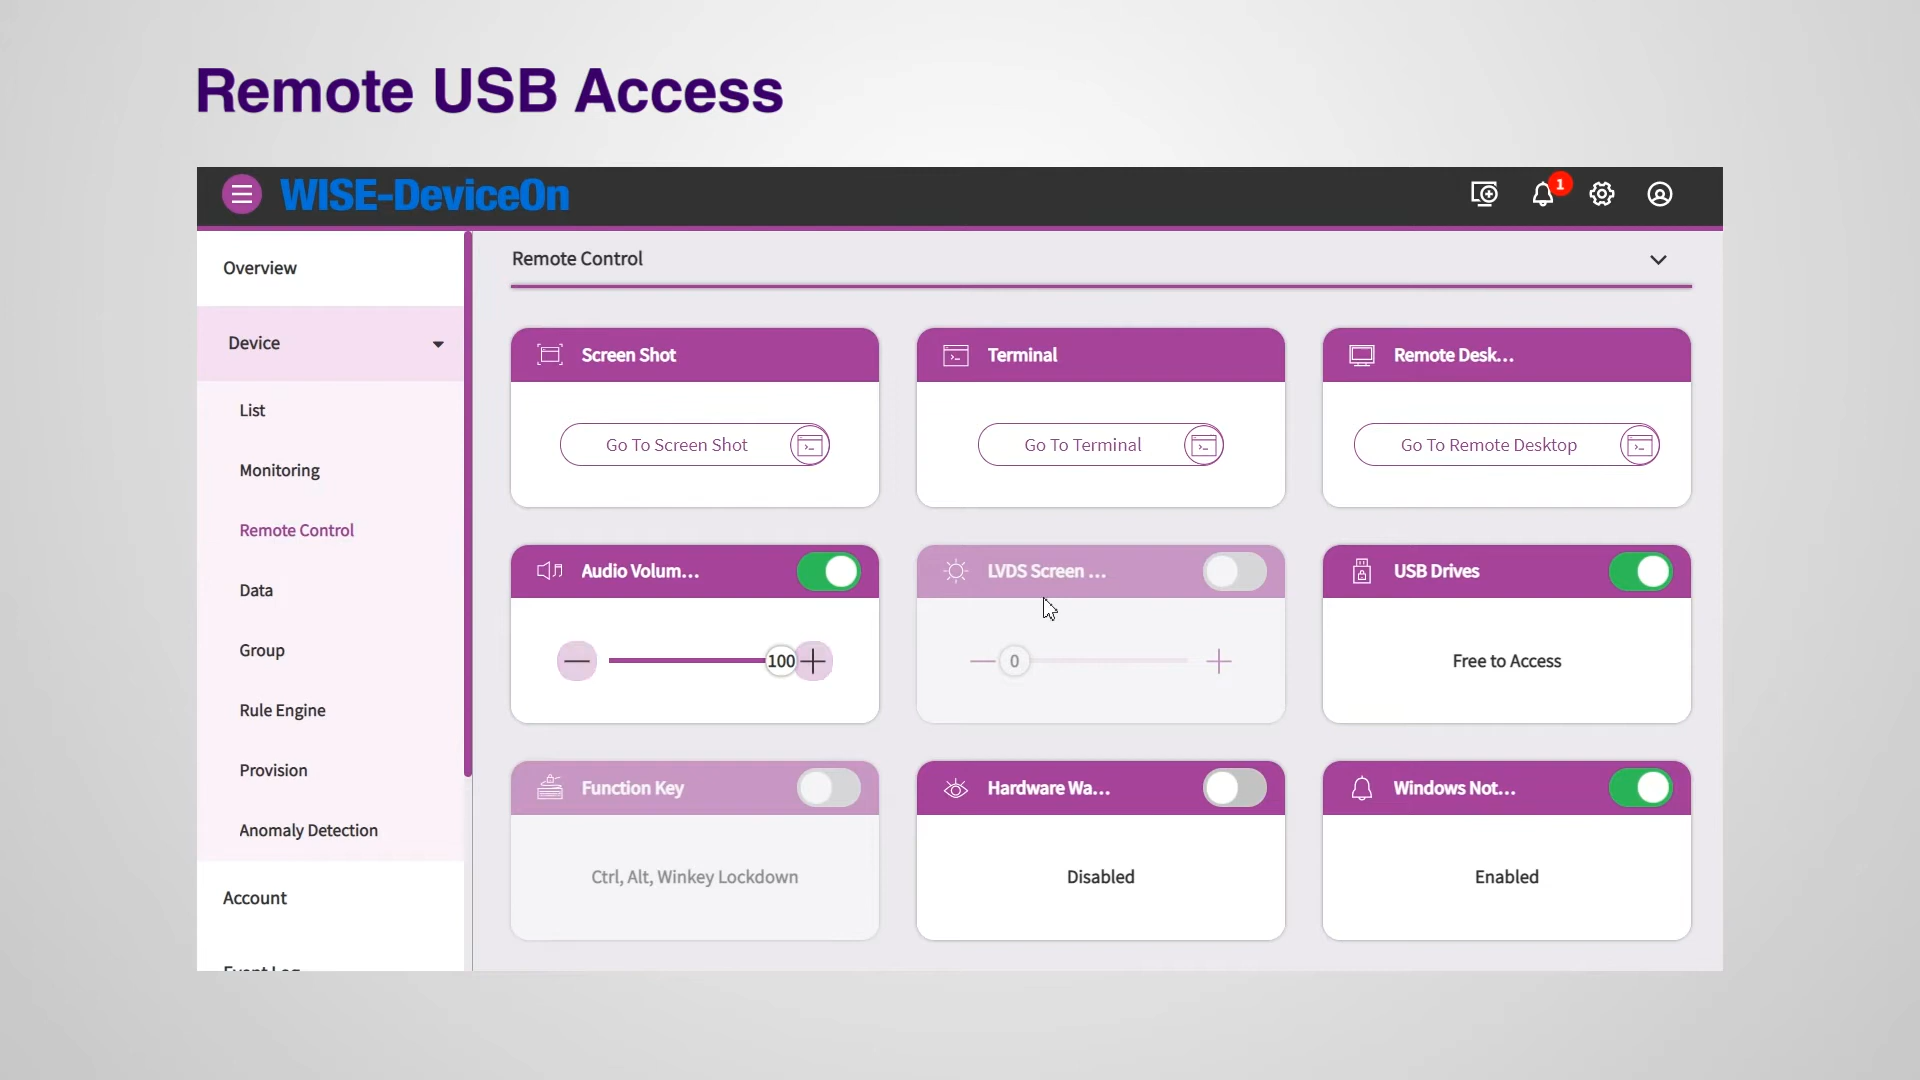 Remote USB Access
WISE-DeviceOn
1
Overview
Device
List
Monitoring
Remote Control
Data
Group
Rule Engine
Provision
Anomaly Detection
Account
Event Log
Remote Control
Screen Shot
Go To Screen Shot
Terminal
Go To Terminal
Remote Desk...
Go To Remote Desktop
Audio Volum...
100
LVDS Screen ...
0
USB Drives
Free to Access
Function Key
Ctrl, Alt, Winkey Lockdown
Hardware Wa...
Disabled
Windows Not...
Enabled